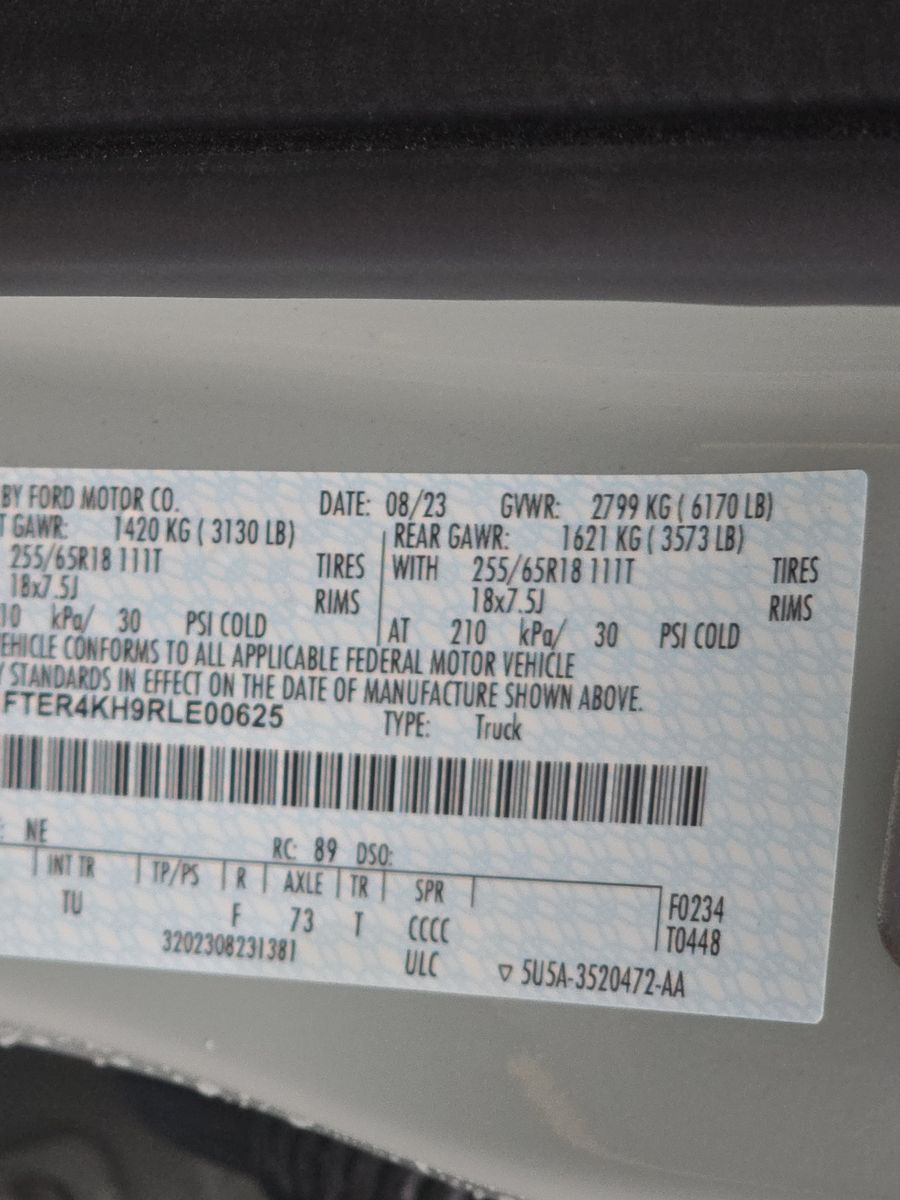 BY FORD MOTOR CO. DATE: 08/23 GVWR: 2799 KG ( 6170 LB)
T GAWR: 1420 KG ( 3130 LB) REAR GAWR: 1621 KG ( 3573 LB)
255/65R18 111T TIRES WITH 255/65R18 111T TIRES
18x7.5J RIMS 18x7.5J RIMS
10 kPa/ 30 PSI COLD AT 210 kPa/ 30 PSI COLD
EHICLE CONFORMS TO ALL APPLICABLE FEDERAL MOTOR VEHICLE
Y STANDARDS IN EFFECT ON THE DATE OF MANUFACTURE SHOWN ABOVE.
FTER4KH9RLE00625 TYPE: Truck
: NE RC: 89 DSO:
INT TR TP/PS R AXLE TR SPR F0234
TU F 73 T CCCC T0448
3202308231381 ULC ▽ 5U5A-3520472-AA